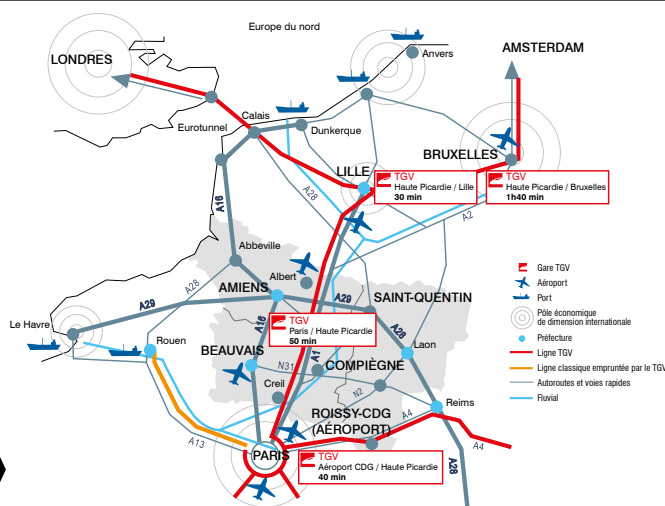 Europe du nord
LONDRES
Anvers
AMSTERDAM
Calais
Eurotunnel
Dunkerque
BRUXELLES
LILLE
TGV
Haute Picardie / Lille
30 min
TGV
Haute Picardie / Bruxelles
1h40 min
A28
A16
A2
Abbeville
Albert
A28
AMIENS
A29
A29
SAINT-QUENTIN
Le Havre
Rouen
A16
TGV
Paris / Haute Picardie
50 min
A28
Laon
BEAUVAIS
A1
N31
COMPIÈGNE
Creil
N2
Reims
ROISSY-CDG
(AÉROPORT)
A4
A13
PARIS
TGV
Aéroport CDG / Haute Picardie
40 min
A28
A4
Gare TGV
Aéroport
Port
Pôle économique
de dimension internationale
Préfecture
Ligne TGV
Ligne classique empruntée par le TGV
Autoroutes et voies rapides
Fluvial